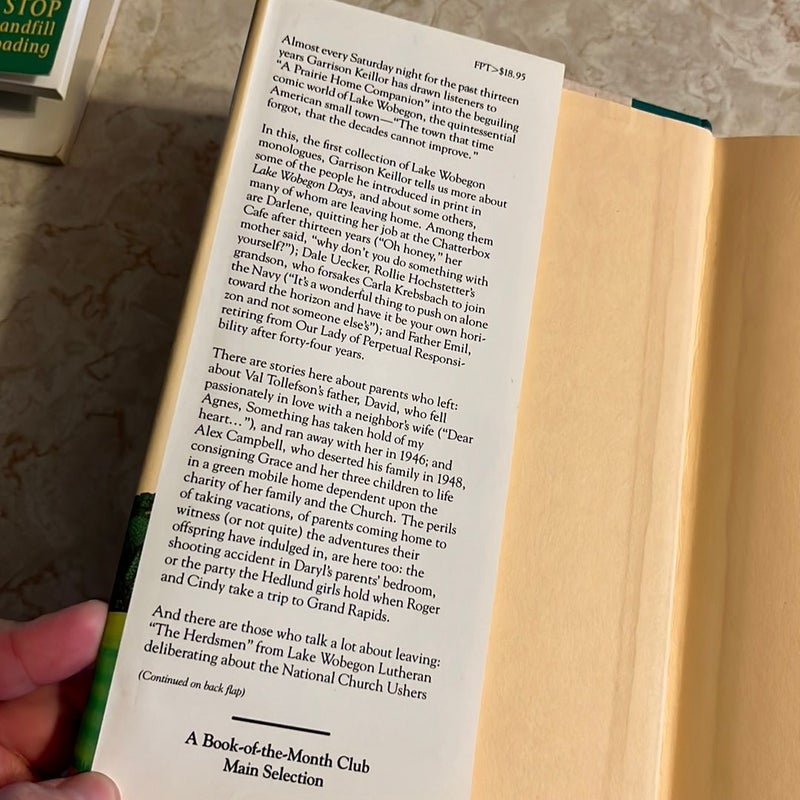 STOP
andfill
oading
FPT>$18.95
Almost every Saturday night for the past thirteen
years Garrison Keillor has drawn listeners to
“A Prairie Home Companion” into the beguiling
comic world of Lake Wobegon, the quintessential
American small town—“The town that time
forgot, that the decades cannot improve.”
In this, the first collection of Lake Wobegon
monologues, Garrison Keillor tells us more about
some of the people he introduced in print in
Lake Wobegon Days, and about some others,
many of whom are leaving home. Among them
are Darlene, quitting her job at the Chatterbox
Cafe after thirteen years (“Oh honey,” her
mother said, “why don't you do something with
yourself?”); Dale Uecker, Rollie Hochstetter's
grandson, who forsakes Carla Krebsbach to join
the Navy (“It's a wonderful thing to push on alone
toward the horizon and have it be your own hori-
zon and not someone else's”); and Father Emil,
retiring from Our Lady of Perpetual Responsi-
bility after forty-four years.
There are stories here about parents who left:
about Val Tollefson's father, David, who fell
passionately in love with a neighbor's wife (“Dear
Agnes, Something has taken hold of my
heart...”), and ran away with her in 1946; and
Alex Campbell, who deserted his family in 1948,
consigning Grace and her three children to life
in a green mobile home dependent upon the
charity of her family and the Church. The perils
of taking vacations, of parents coming home to
witness (or not quite) the adventures their
offspring have indulged in, are here too: the
shooting accident in Daryl's parents' bedroom,
or the party the Hedlund girls hold when Roger
and Cindy take a trip to Grand Rapids.
And there are those who talk a lot about leaving:
“The Herdsmen” from Lake Wobegon Lutheran
deliberating about the National Church Ushers
(Continued on back flap)
A Book-of-the-Month Club
Main Selection